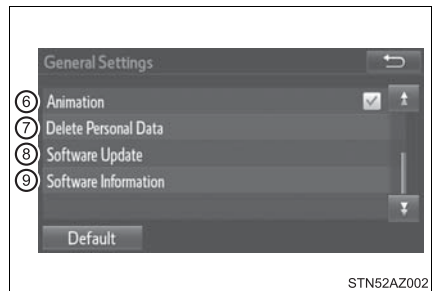 General Settings
⑥ Animation
⑦ Delete Personal Data
⑧ Software Update
⑨ Software Information
Default
STN52AZ002